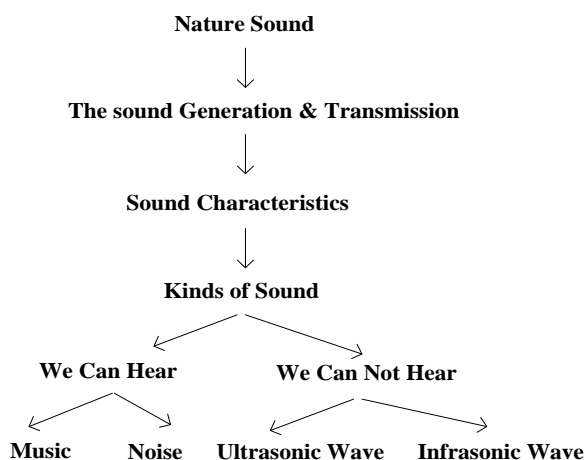 Nature Sound
The sound Generation & Transmission
Sound Characteristics
Kinds of Sound
We Can Hear
We Can Not Hear
Music
Noise
Ultrasonic Wave
Infrasonic Wave